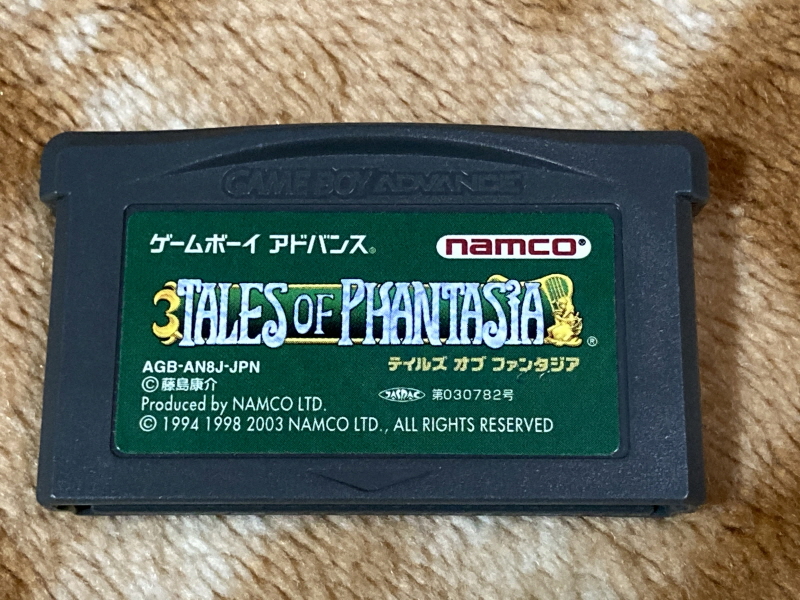 GAME BOY ADVANCE
ゲームボーイ アドバンス®
namco®
TALES OF PHANTASIA®
テイルズ オブ ファンタジア
AGB-AN8J-JPN
©藤島康介
JASRAC 第030782号
Produced by NAMCO LTD.
© 1994 1998 2003 NAMCO LTD., ALL RIGHTS RESERVED